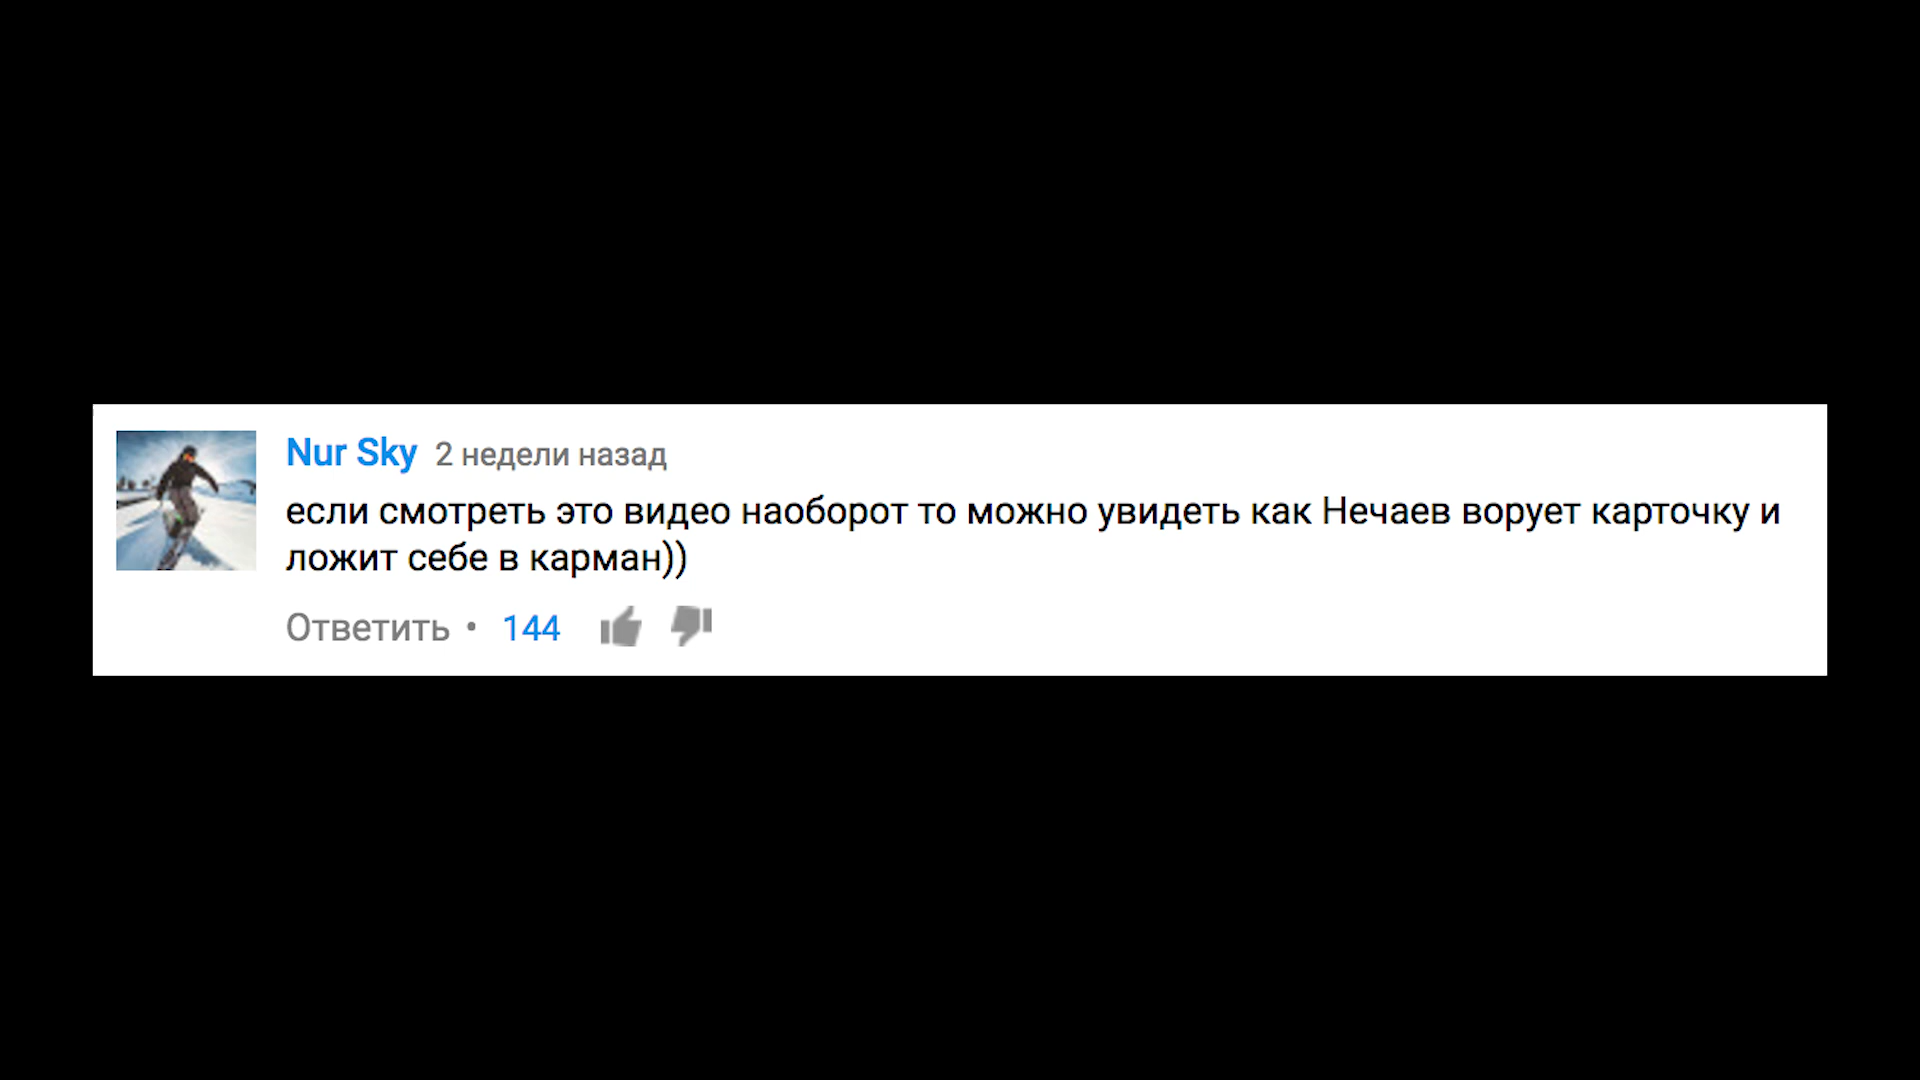 Nur Sky 2 недели назад
если смотреть это видео наоборот то можно увидеть как Нечаев ворует карточку и
ложит себе в карман))
Ответить • 144